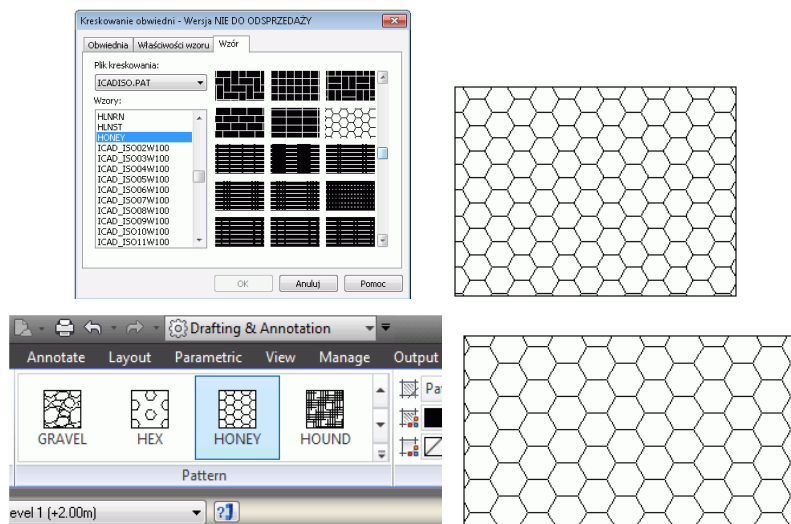 Kreskowanie obwiedni - Wersja NIE DO ODSPRZEDAŻY
Obwiednia Właściwości wzoru Wzór
Plik kreskowania:
ICADISO.PAT
Wzory:
HLNRN
HLNST
HONEY
ICAD_ISO02W100
ICAD_ISO03W100
ICAD_ISO04W100
ICAD_ISO05W100
ICAD_ISO06W100
ICAD_ISO07W100
ICAD_ISO08W100
ICAD_ISO09W100
ICAD_ISO10W100
ICAD_ISO11W100
OK Anuluj Pomoc
Drafting & Annotation
Annotate Layout Parametric View Manage Output
Pa
GRAVEL HEX HONEY HOUND
Pattern
evel 1 (+2.00m)